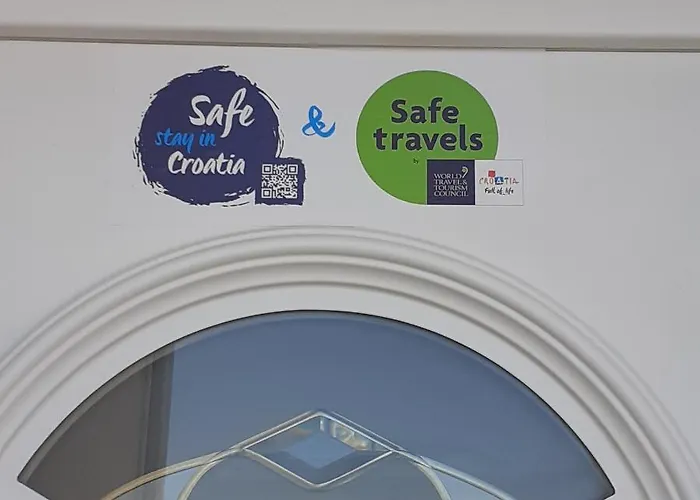 Safe
stay in
Croatia
&
Safe
travels
by
WORLD
TRAVEL &
TOURISM
COUNCIL
CROATIA
Full of life